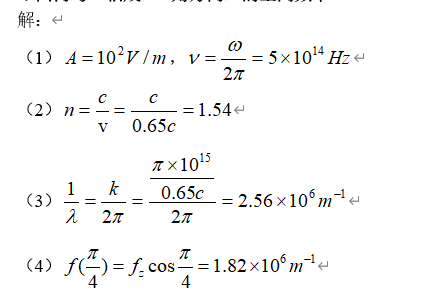 解：
（1）A = 10² V / m，ν = ω / 2π = 5×10¹⁴ Hz
（2）n = c / v = c / 0.65c = 1.54
（3）1 / λ = k / 2π = ((π×10¹⁵) / 0.65c) / 2π = 2.56×10⁶ m⁻¹
（4）f(π / 4) = f_z cos π / 4 = 1.82×10⁶ m⁻¹